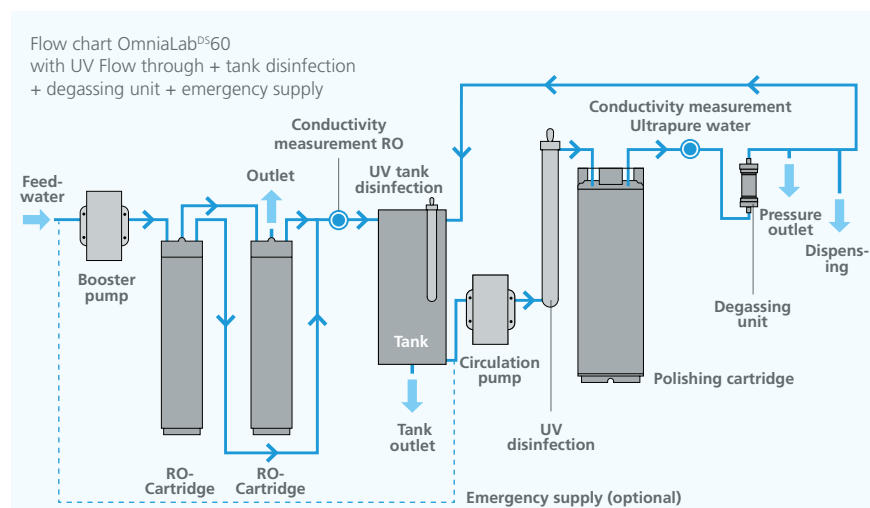 Flow chart OmniaLabDS60
with UV Flow through + tank disinfection
+ degassing unit + emergency supply
Conductivity measurement
Ultrapure water
Conductivity
measurement RO
Outlet
UV tank
disinfection
Feed-
water
Pressure
outlet
Dispens-
ing
Booster
pump
Degassing
unit
Tank
Circulation
pump
Polishing cartridge
Tank
outlet
UV
disinfection
RO-
Cartridge
RO-
Cartridge
Emergency supply (optional)